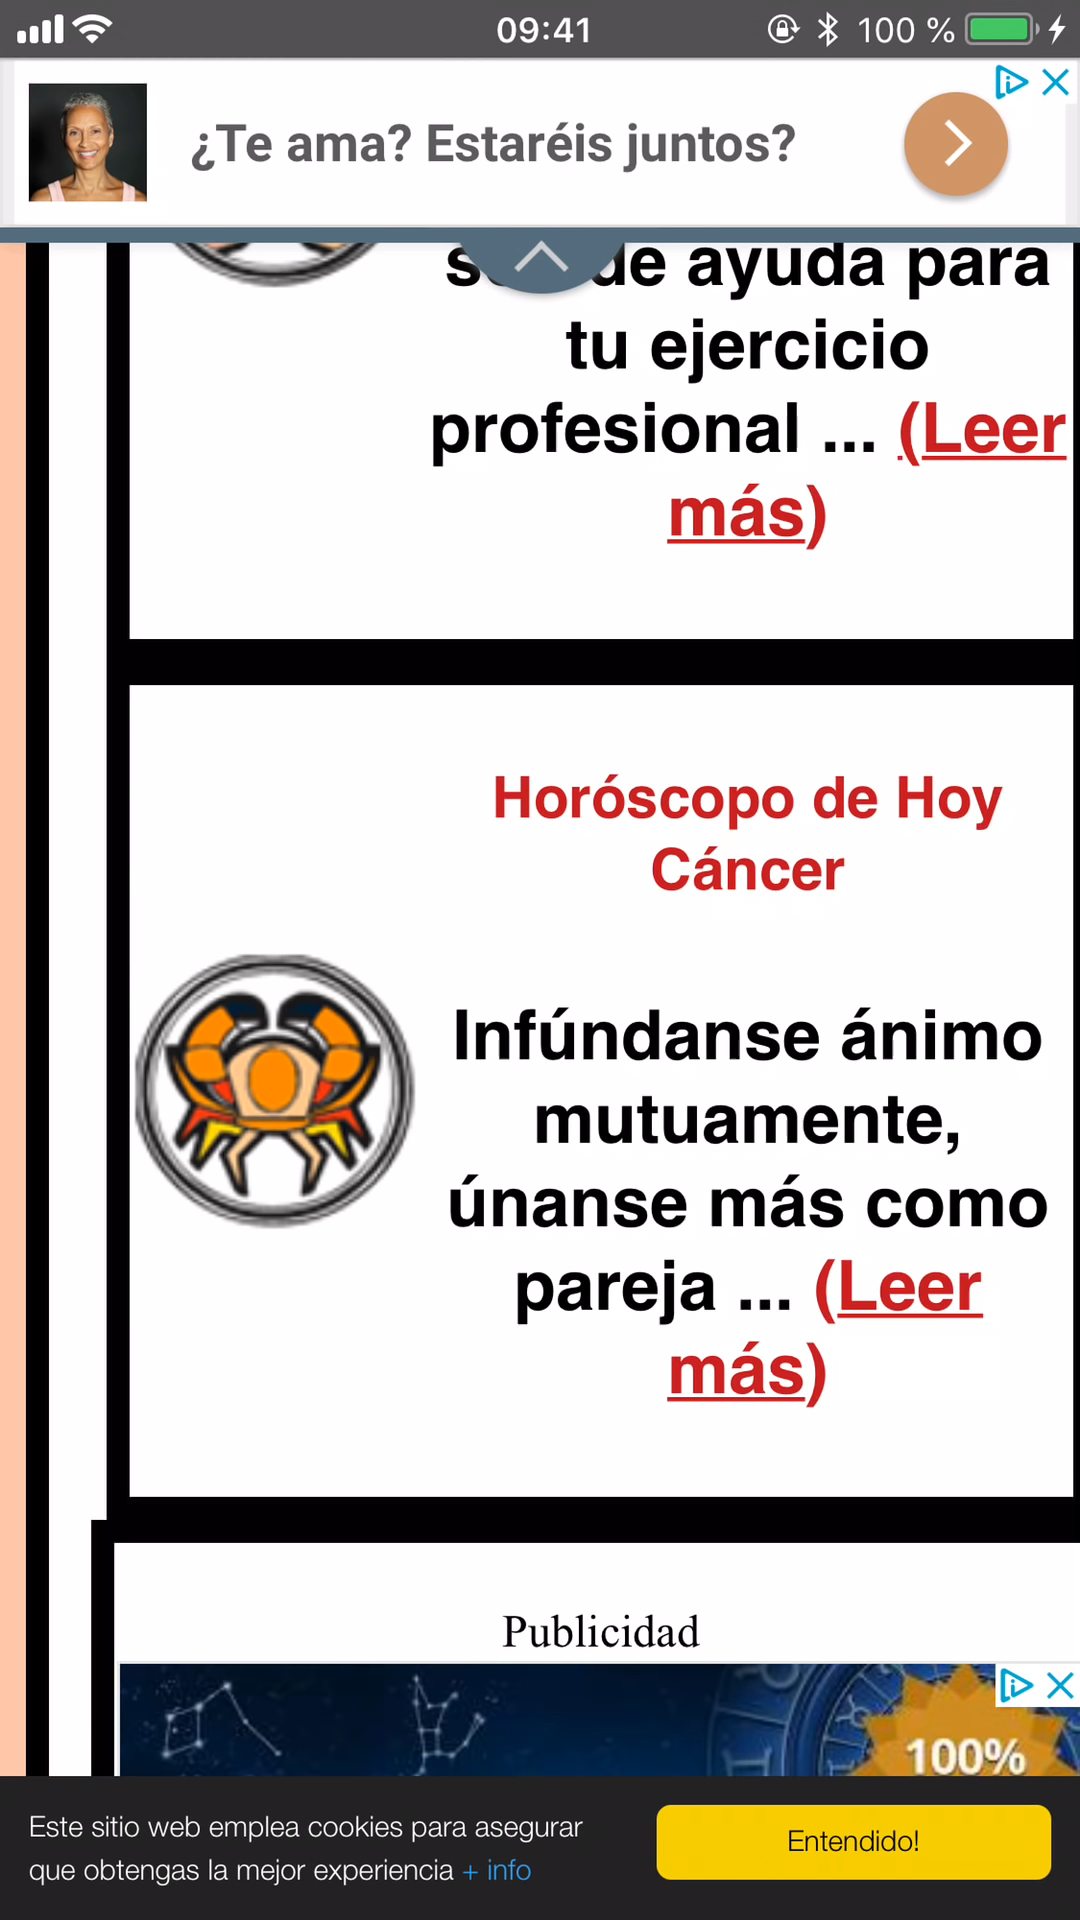 09:41
100 %
¿Te ama? Estaréis juntos?
de ayuda para
tu ejercicio
profesional ... (Leer
más)
Horóscopo de Hoy
Cáncer
Infúndanse ánimo
mutuamente,
únanse más como
pareja ... (Leer
más)
Publicidad
100%
Este sitio web emplea cookies para asegurar
que obtengas la mejor experiencia + info
Entendido!